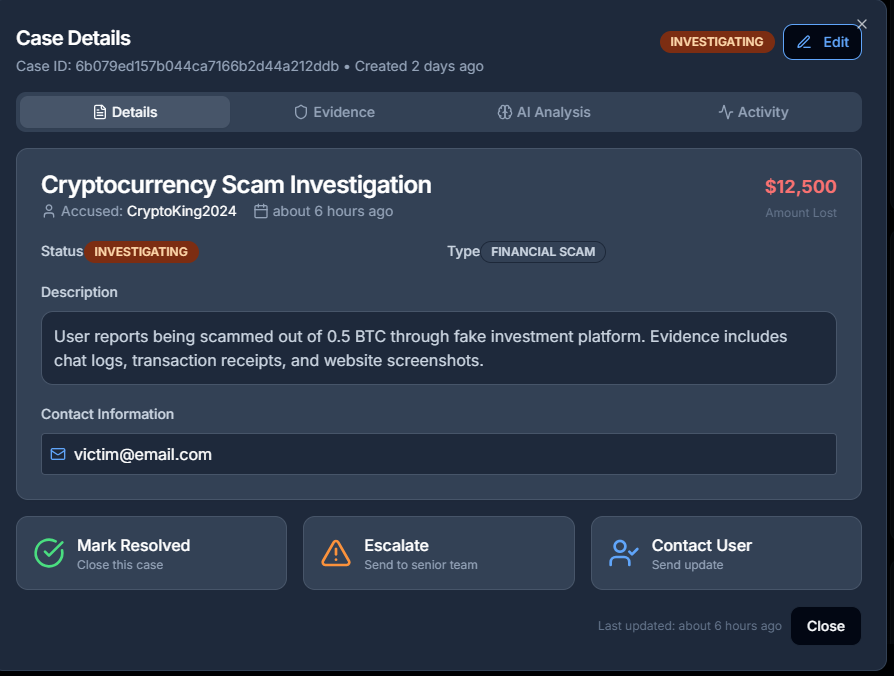 Case Details
INVESTIGATING
Edit
Case ID: 6b079ed157b044ca7166b2d44a212ddb • Created 2 days ago
Details
Evidence
AI Analysis
Activity
Cryptocurrency Scam Investigation
$12,500
Accused: CryptoKing2024 about 6 hours ago
Amount Lost
Status INVESTIGATING
Type FINANCIAL SCAM
Description
User reports being scammed out of 0.5 BTC through fake investment platform. Evidence includes
chat logs, transaction receipts, and website screenshots.
Contact Information
victim@email.com
Mark Resolved
Close this case
Escalate
Send to senior team
Contact User
Send update
Last updated: about 6 hours ago
Close